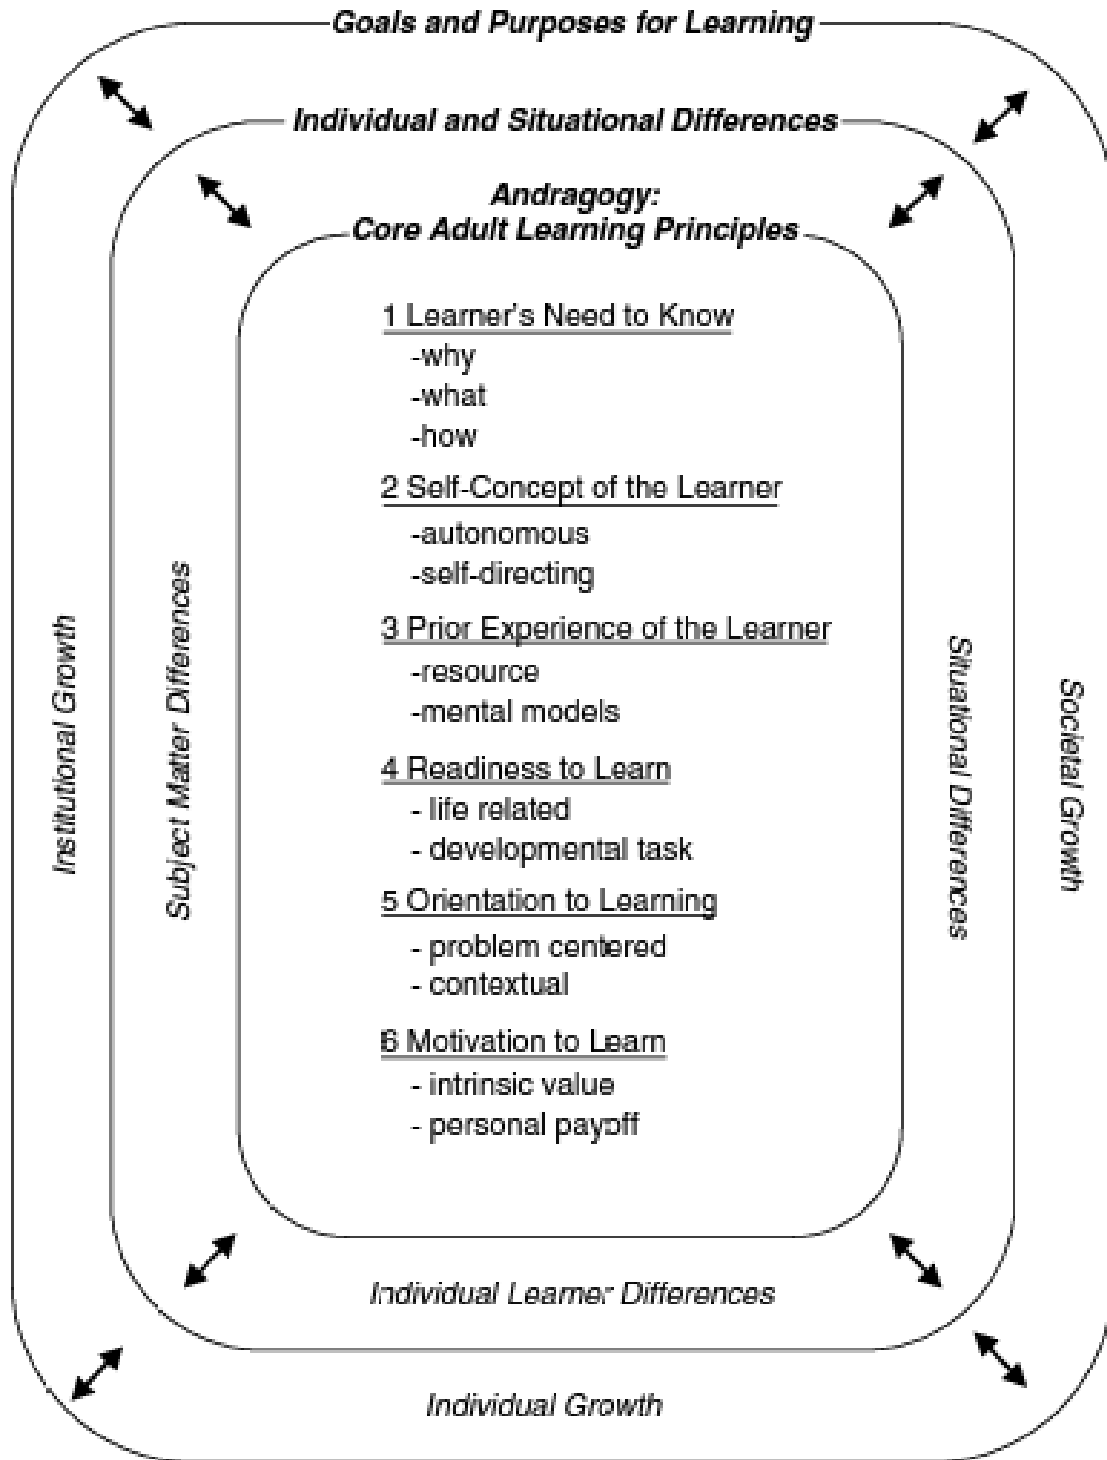 Goals and Purposes for Learning
Individual and Situational Differences
Andragogy:
Core Adult Learning Principles
1 Learner's Need to Know
-why
-what
-how
2 Self-Concept of the Learner
-autonomous
-self-directing
3 Prior Experience of the Learner
-resource
-mental models
4 Readiness to Learn
- life related
- developmental task
5 Orientation to Learning
- problem centered
- contextual
6 Motivation to Learn
- intrinsic value
- personal payoff
Institutional Growth
Subject Matter Differences
Situational Differences
Societal Growth
Individual Learner Differences
Individual Growth